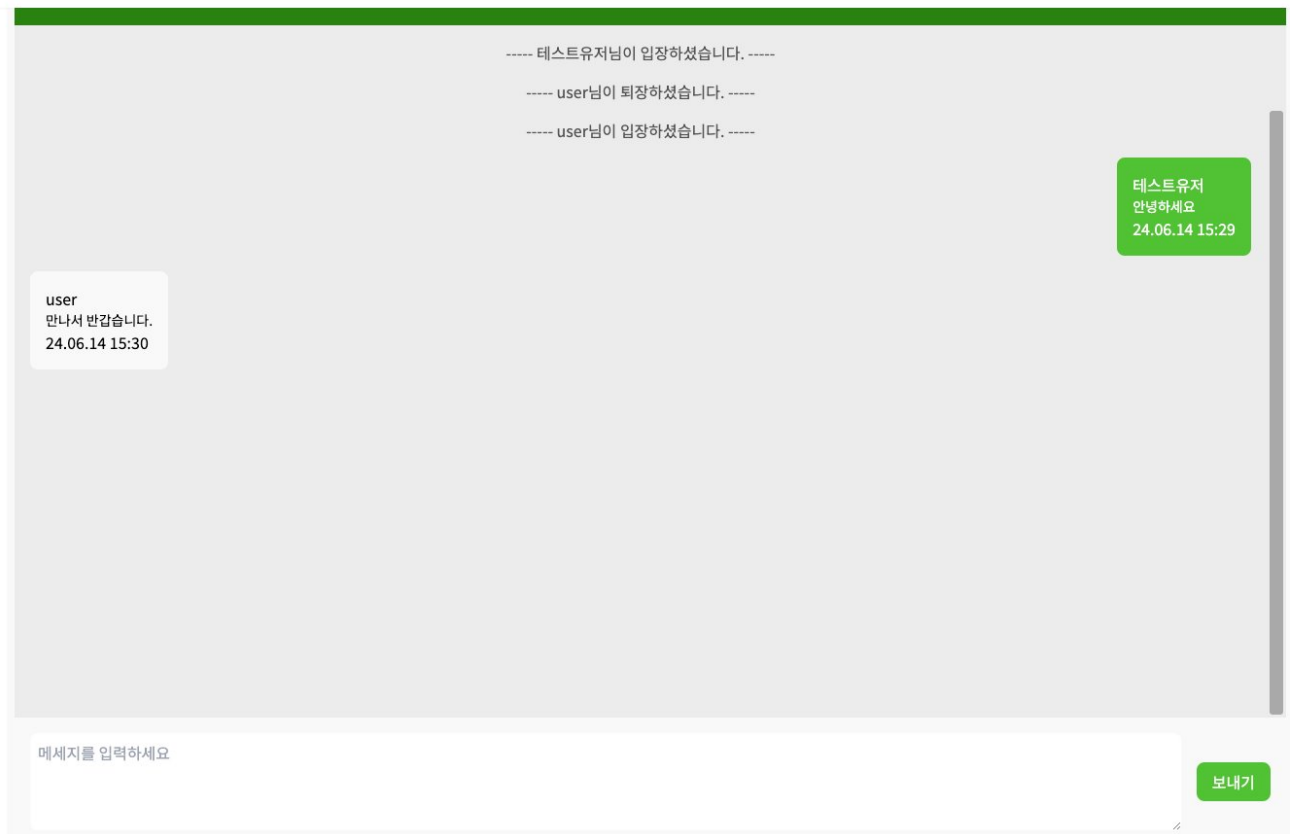 ----- 테스트유저님이 입장하셨습니다. -----
----- user님이 퇴장하셨습니다. -----
----- user님이 입장하셨습니다. -----
테스트유저
안녕하세요
24.06.14 15:29
user
만나서 반갑습니다.
24.06.14 15:30
메세지를 입력하세요
보내기